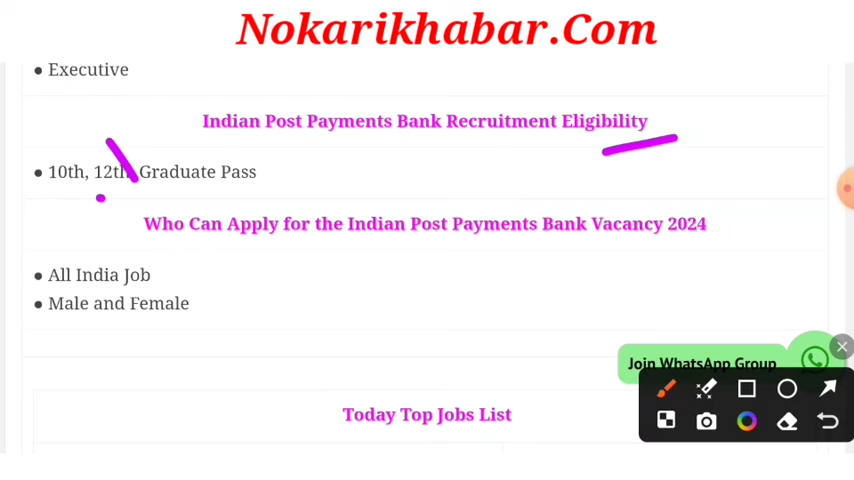 Nokarikhabar.Com
● Executive
Indian Post Payments Bank Recruitment Eligibility
● 10th, 12th, Graduate Pass
Who Can Apply for the Indian Post Payments Bank Vacancy 2024
● All India Job
● Male and Female
Join WhatsApp Group
Today Top Jobs List